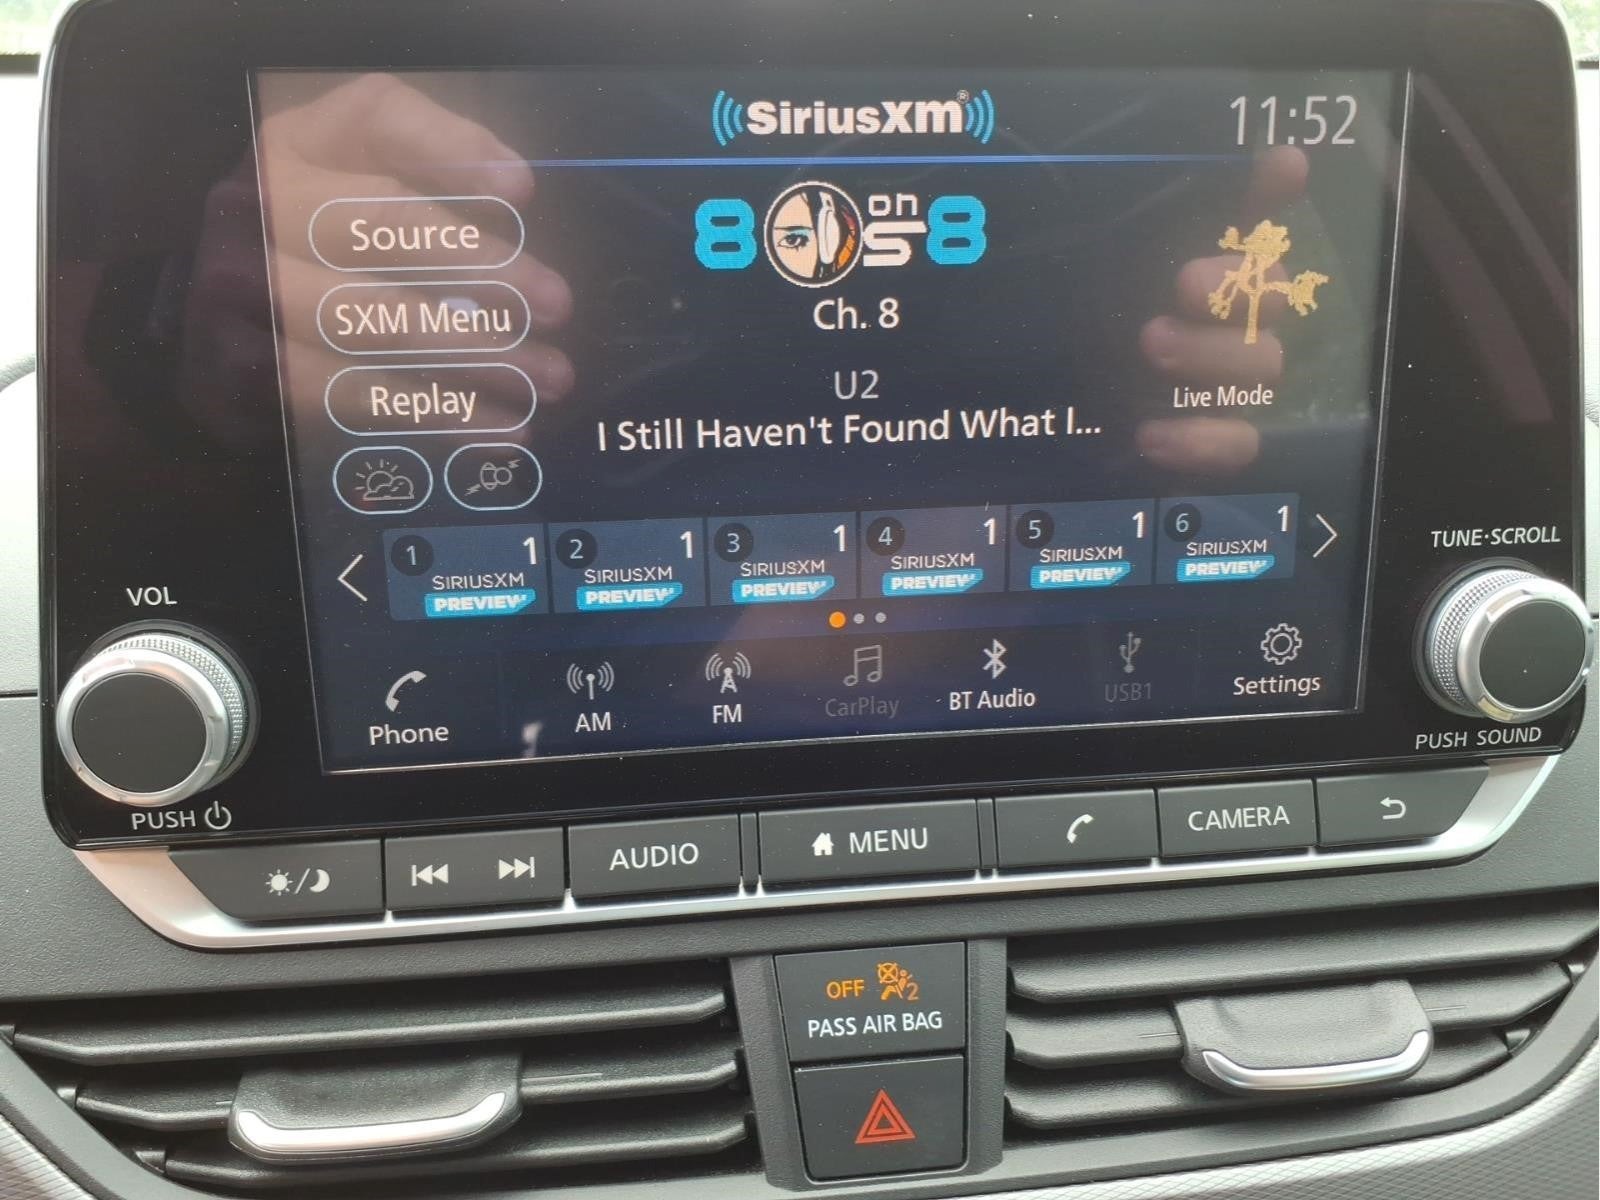 SiriusXM®
11:52
Source
8 on 8
Ch. 8
SXM Menu
Replay
U2
I Still Haven't Found What I...
Live Mode
1 1 SIRIUSXM PREVIEW
2 1 SIRIUSXM PREVIEW
3 1 SIRIUSXM PREVIEW
4 1 SIRIUSXM PREVIEW
5 1 SIRIUSXM PREVIEW
6 1 SIRIUSXM PREVIEW
VOL
TUNE·SCROLL
Phone
AM
FM
CarPlay
BT Audio
USB1
Settings
PUSH
PUSH SOUND
AUDIO
MENU
CAMERA
OFF 2
PASS AIR BAG